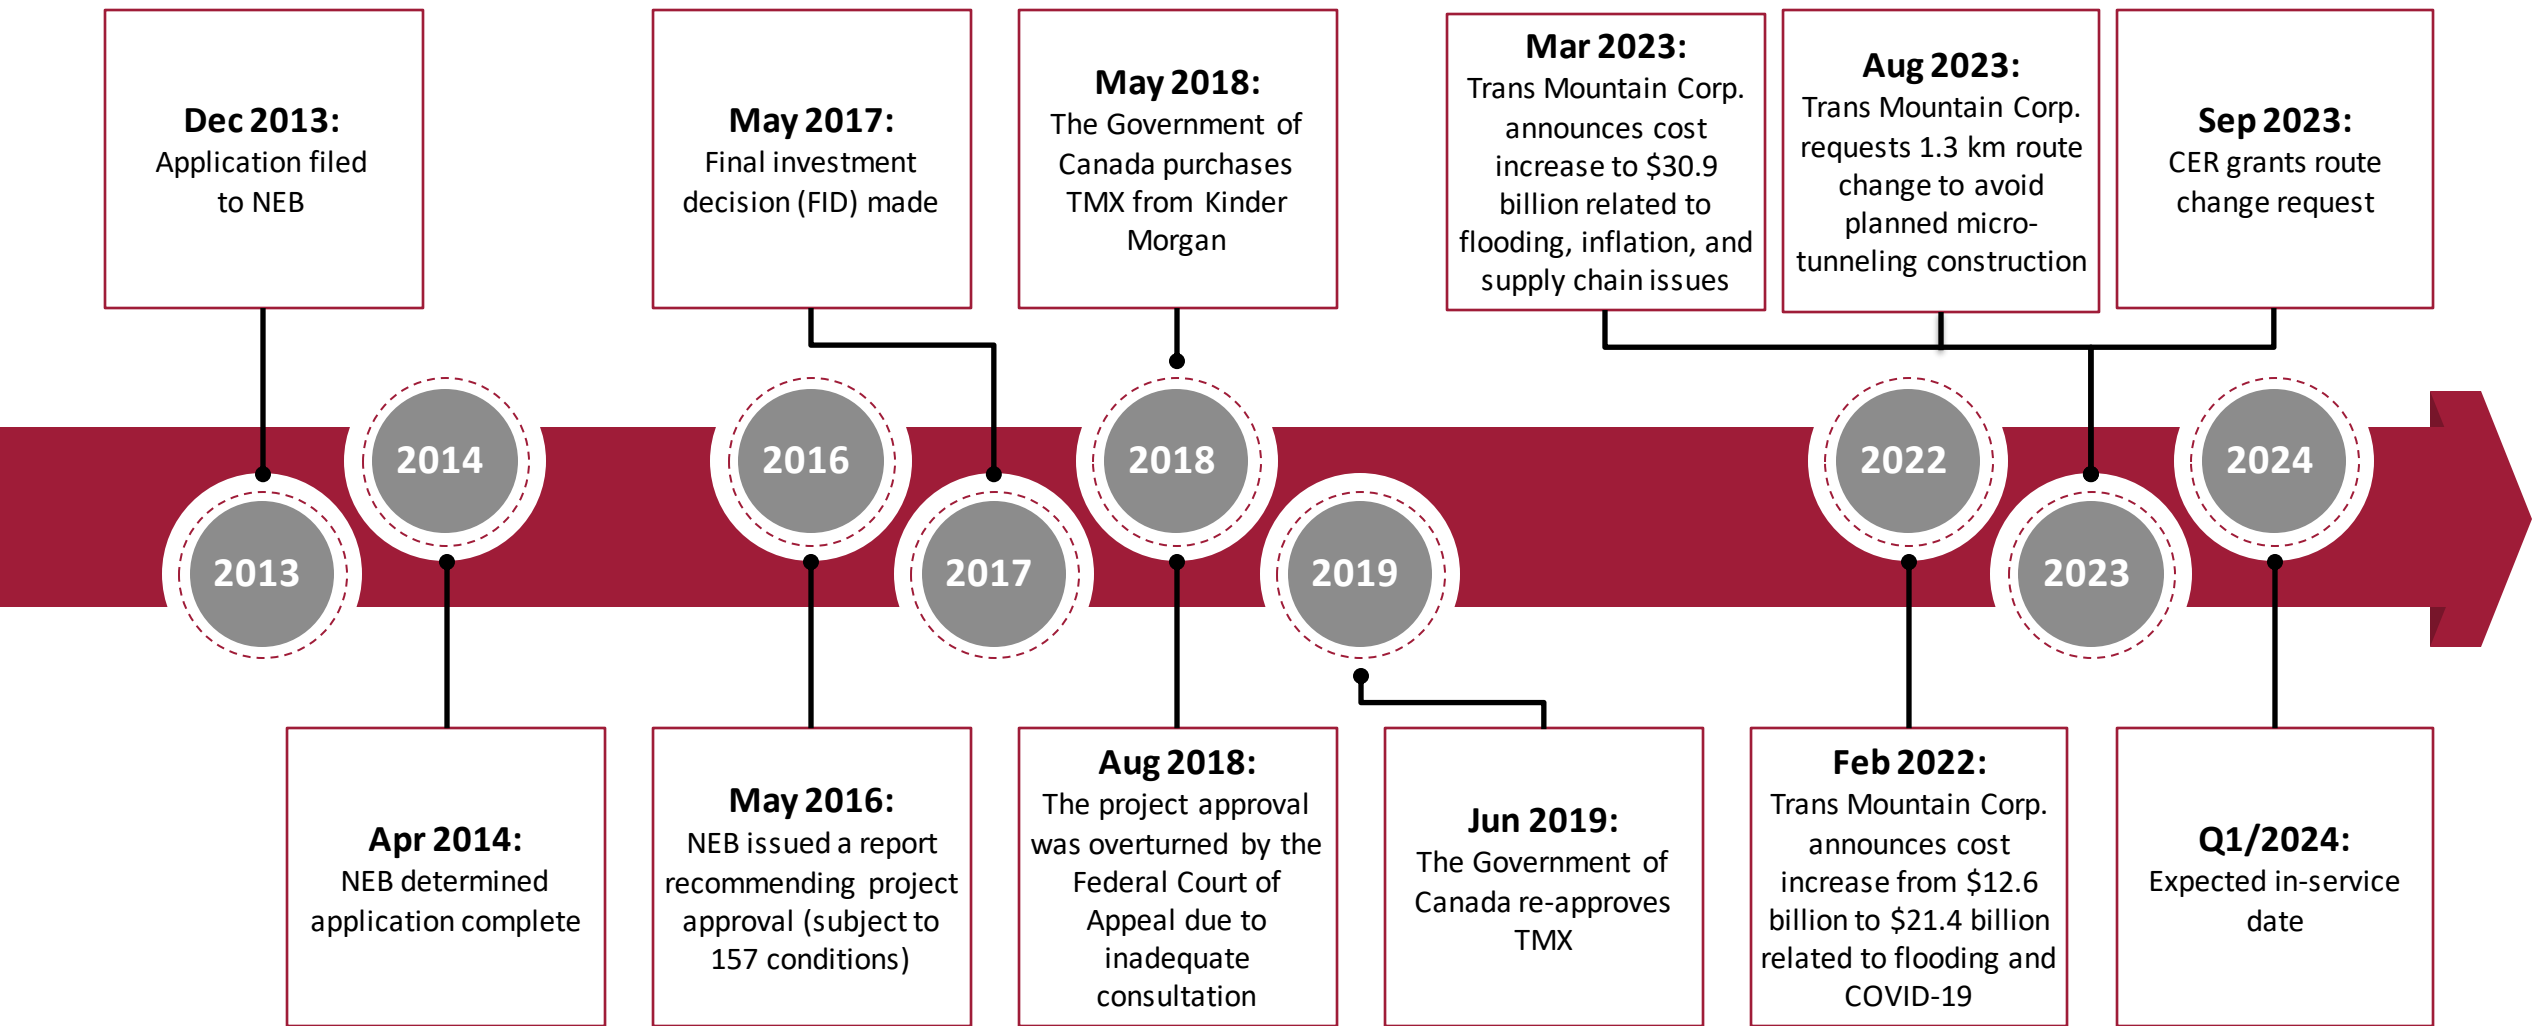 Dec 2013:
Application filed
to NEB
May 2017:
Final investment
decision (FID) made
May 2018:
The Government of
Canada purchases
TMX from Kinder
Morgan
Mar 2023:
Trans Mountain Corp.
announces cost
increase to $30.9
billion related to
flooding, inflation, and
supply chain issues
Aug 2023:
Trans Mountain Corp.
requests 1.3 km route
change to avoid
planned micro-
tunneling construction
Sep 2023:
CER grants route
change request
2013
2014
2016
2017
2018
2019
2022
2023
2024
Apr 2014:
NEB determined
application complete
May 2016:
NEB issued a report
recommending project
approval (subject to
157 conditions)
Aug 2018:
The project approval
was overturned by the
Federal Court of
Appeal due to
inadequate
consultation
Jun 2019:
The Government of
Canada re-approves
TMX
Feb 2022:
Trans Mountain Corp.
announces cost
increase from $12.6
billion to $21.4 billion
related to flooding and
COVID-19
Q1/2024:
Expected in-service
date